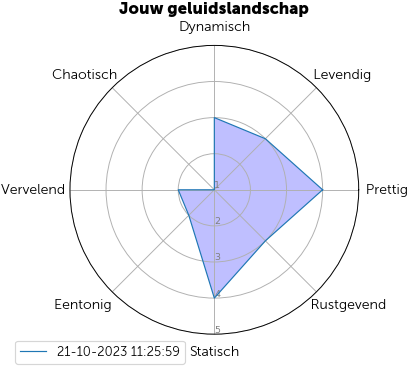 Jouw geluidslandschap
Dynamisch
Chaotisch
Levendig
Vervelend
1
Prettig
2
3
4
Eentonig
Rustgevend
5
21-10-2023 11:25:59
Statisch